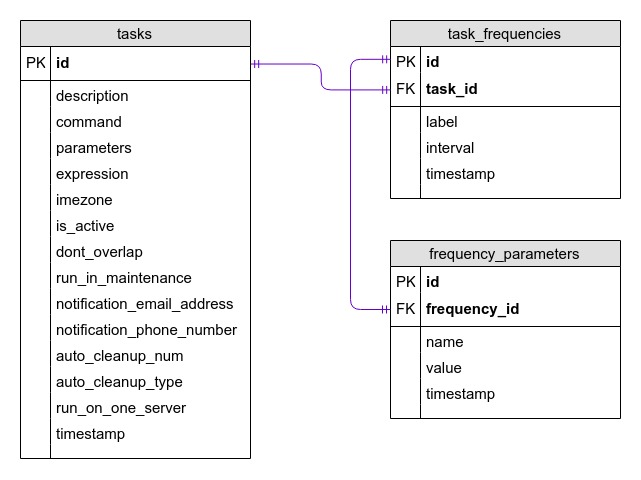 tasks
PK id
description
command
parameters
expression
imezone
is_active
dont_overlap
run_in_maintenance
notification_email_address
notification_phone_number
auto_cleanup_num
auto_cleanup_type
run_on_one_server
timestamp
task_frequencies
PK id
FK task_id
label
interval
timestamp
frequency_parameters
PK id
FK frequency_id
name
value
timestamp